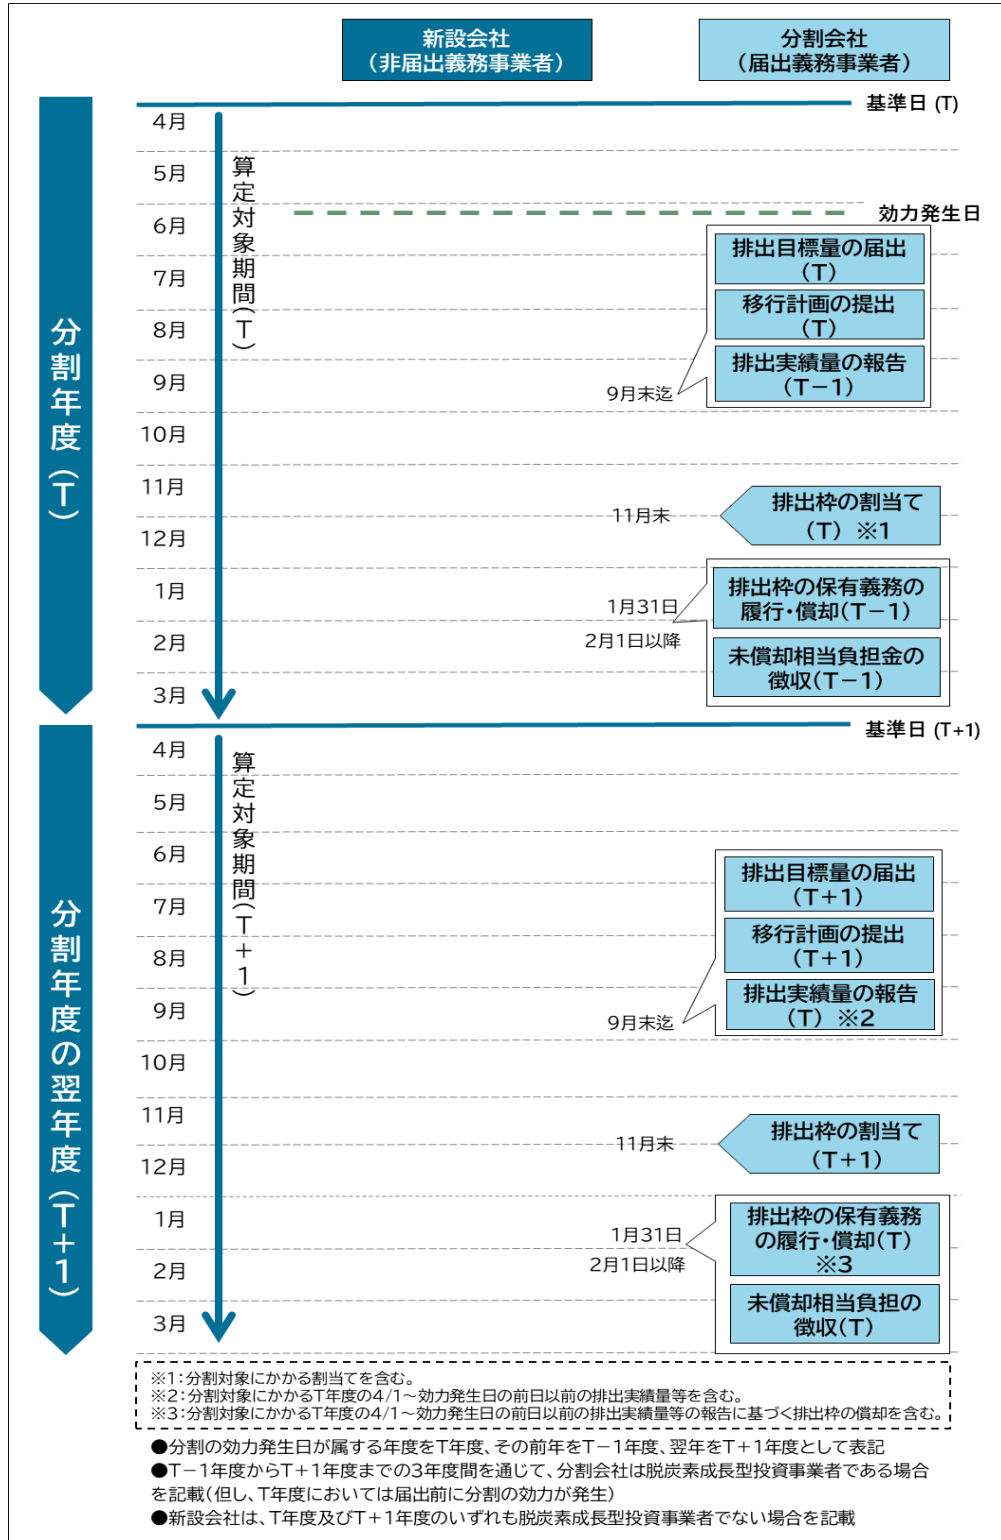 新設会社
（非届出義務事業者）
分割会社
（届出義務事業者）
基準日 (T)
分割年度（T）
算定対象期間（T）
4月
5月
効力発生日
6月
排出目標量の届出
（T）
7月
移行計画の提出
（T）
8月
排出実績量の報告
（T－1）
9月
9月末迄
10月
11月
排出枠の割当て
（T） ※1
11月末
12月
排出枠の保有義務の
履行・償却(T－1)
1月
1月31日
2月1日以降
2月
未償却相当負担金の
徴収(T－1)
3月
基準日 (T+1)
分割年度の翌年度（T＋1）
算定対象期間（T＋1）
4月
5月
6月
排出目標量の届出
（T＋1）
7月
移行計画の提出
（T＋1）
8月
排出実績量の報告
（T） ※2
9月
9月末迄
10月
11月
排出枠の割当て
（T＋1）
11月末
12月
排出枠の保有義務
の履行・償却(T)
※3
1月
1月31日
2月1日以降
2月
未償却相当負担の
徴収(T)
3月
※1：分割対象にかかる割当てを含む。
※2：分割対象にかかるT年度の4/1～効力発生日の前日以前の排出実績量等を含む。
※3：分割対象にかかるT年度の4/1～効力発生日の前日以前の排出実績量等の報告に基づく排出枠の償却を含む。
●分割の効力発生日が属する年度をT年度、その前年をT－1年度、翌年をT＋1年度として表記
●T－1年度からT＋1年度までの3年度間を通じて、分割会社は脱炭素成長型投資事業者である場合
を記載（但し、T年度においては届出前に分割の効力が発生）
●新設会社は、T年度及びT＋1年度のいずれも脱炭素成長型投資事業者でない場合を記載